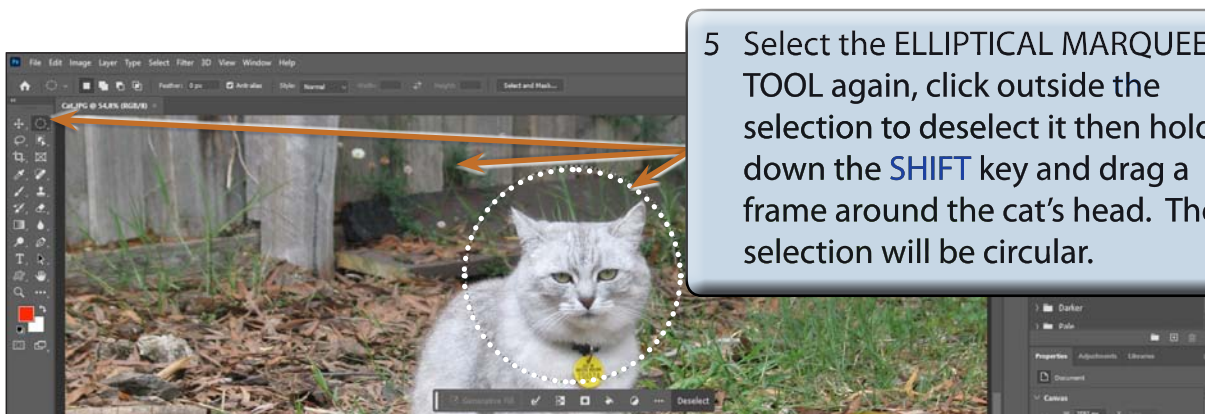 5 Select the ELLIPTICAL MARQUEE
TOOL again, click outside the
selection to deselect it then hold
down the SHIFT key and drag a
frame around the cat's head. The
selection will be circular.
File Edit Image Layer Type Select Filter 3D View Window Help
Feather: 0 px Anti-alias Style: Normal Width: Height: Select and Mask...
Cat.JPG @ 54.8% (RGB/8) ×
Darker
Pale
Properties Adjustments Libraries
Document
Canvas
Generative Fill Deselect